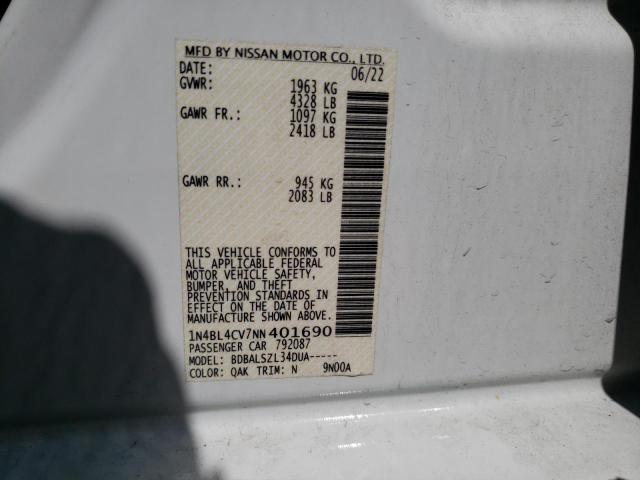 MFD BY NISSAN MOTOR CO., LTD.
DATE: 06/22
GVWR: 1963 KG
4328 LB
GAWR FR.: 1097 KG
2418 LB
GAWR RR.: 945 KG
2083 LB
THIS VEHICLE CONFORMS TO
ALL APPLICABLE FEDERAL
MOTOR VEHICLE SAFETY,
BUMPER, AND THEFT
PREVENTION STANDARDS IN
EFFECT ON THE DATE OF
MANUFACTURE SHOWN ABOVE.
1N4BL4CV7NN401690
PASSENGER CAR 792087
MODEL: BDBALSZL34DUA-----
COLOR: QAK TRIM: N 9N00A